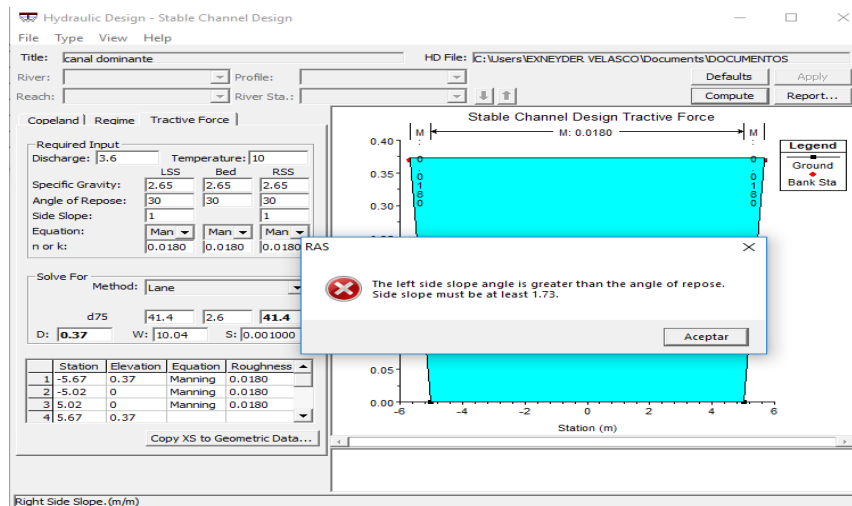 Hydraulic Design - Stable Channel Design
File Type View Help
Title: canal dominante HD File: C:\Users\EXNEYDER VELASCO\Documents\DOCUMENTOS
River: Profile: Defaults Apply
Reach: River Sta.: Compute Report...
Copeland Regime Tractive Force
Required Input
Discharge: 3.6 Temperature: 10
LSS Bed RSS
Specific Gravity: 2.65 2.65 2.65
Angle of Repose: 30 30 30
Side Slope: 1 1
Equation: Man Man Man
n or k: 0.0180 0.0180 0.0180
Solve For
Method: Lane
d75 41.4 2.6 41.4
D: 0.37 W: 10.04 S: 0.001000
Station Elevation Equation Roughness
1 -5.67 0.37 Manning 0.0180
2 -5.02 0 Manning 0.0180
3 5.02 0 Manning 0.0180
4 5.67 0.37
Copy XS to Geometric Data...
Stable Channel Design Tractive Force
M : 0.0180
M: 0.0180
M : 0.0180
0.40
0.35
0.30
0.05
0.00
-6 -4 -2 0 2 4 6
Station (m)
Legend
Ground
Bank Sta
RAS
The left side slope angle is greater than the angle of repose.
Side slope must be at least 1.73.
Aceptar
Right Side Slope.(m/m)